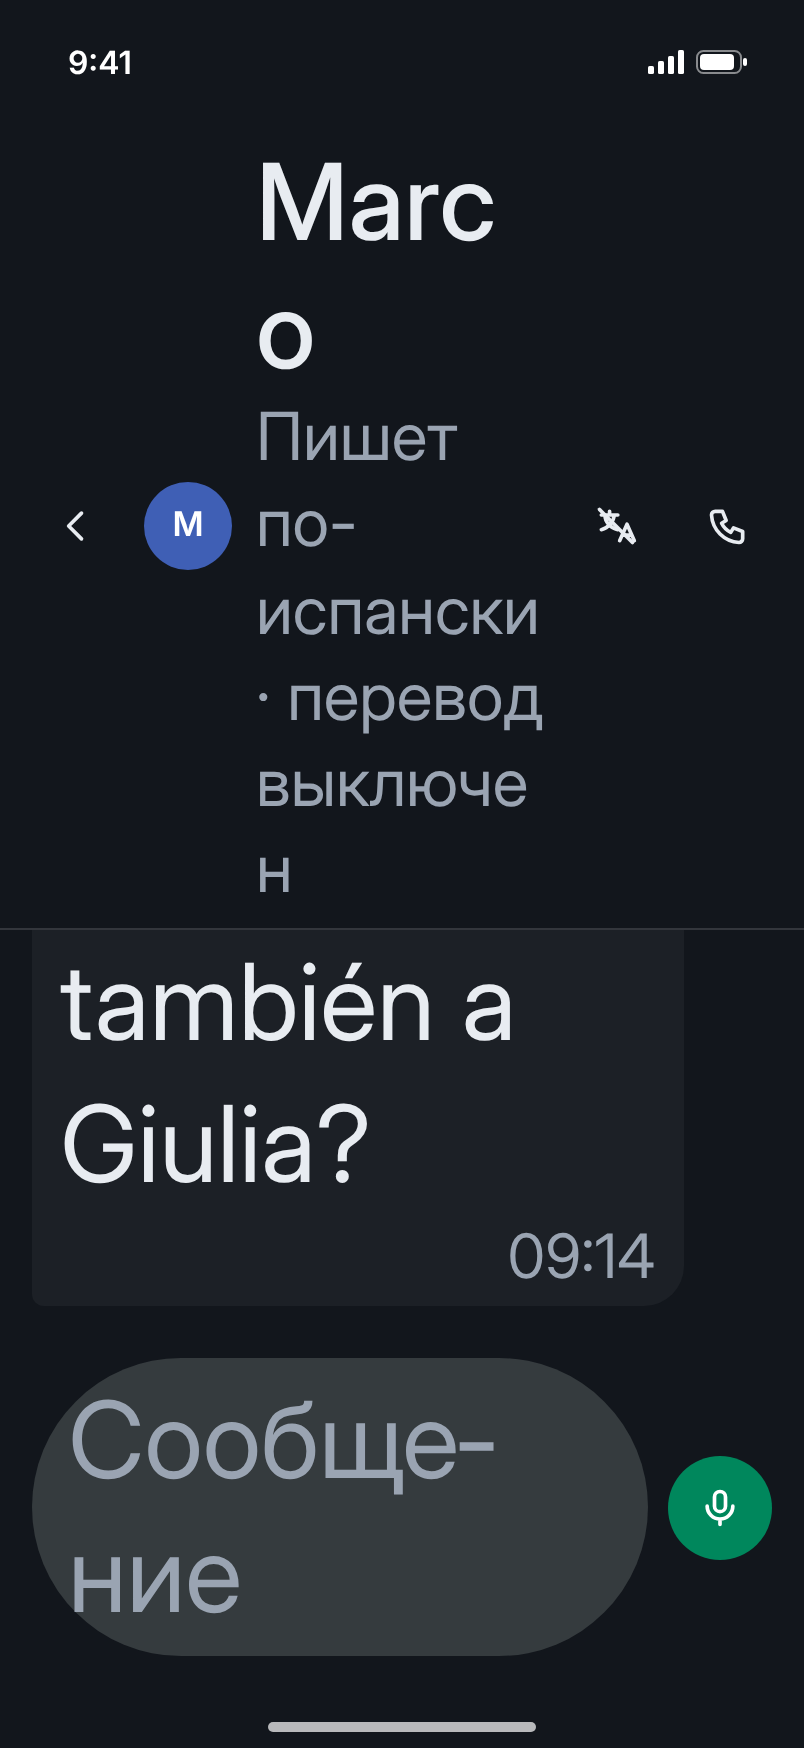 9:41
Marc
o
Пишет
по-
испански
· перевод
выключе
н
M
también a
Giulia?
09:14
Сообще-
ние